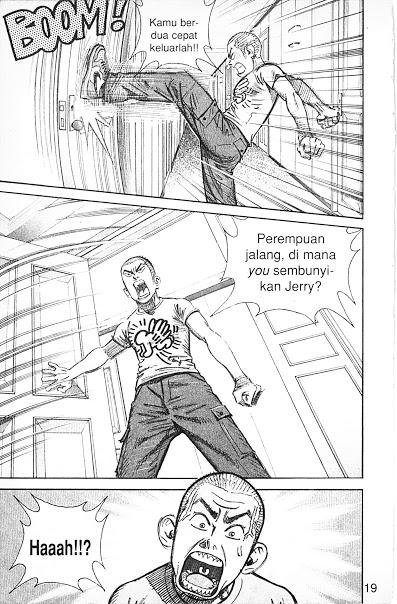 BOOM!
Kamu ber-
dua cepat
keluarlah!!
Perempuan
jalang, di mana
you sembunyi-
kan Jerry?
Haaah!!?
19